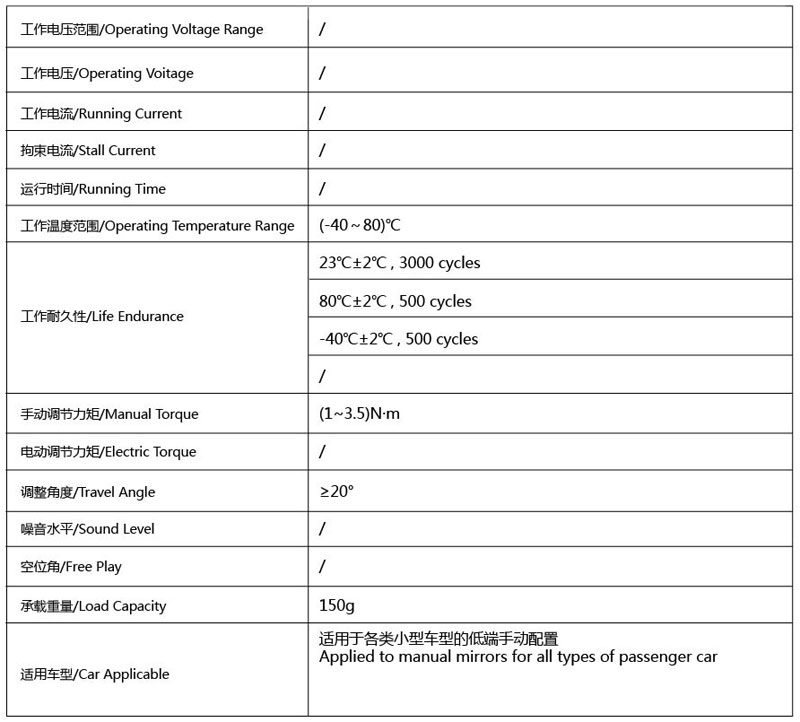 工作电压范围/Operating Voltage Range /
工作电压/Operating Voitage /
工作电流/Running Current /
拘束电流/Stall Current /
运行时间/Running Time /
工作温度范围/Operating Temperature Range (-40～80)℃
工作耐久性/Life Endurance
23℃±2℃ , 3000 cycles
80℃±2℃ , 500 cycles
-40℃±2℃ , 500 cycles
/
手动调节力矩/Manual Torque (1~3.5)N·m
电动调节力矩/Electric Torque /
调整角度/Travel Angle ≥20°
噪音水平/Sound Level /
空位角/Free Play /
承载重量/Load Capacity 150g
适用车型/Car Applicable
适用于各类小型车型的低端手动配置
Applied to manual mirrors for all types of passenger car